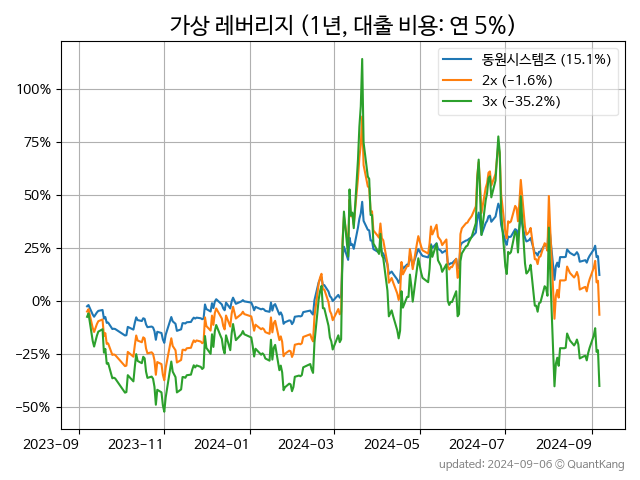 가상 레버리지 (1년, 대출 비용: 연 5%)
동원시스템즈 (15.1%)
2x (−1.6%)
3x (−35.2%)
100%
75%
50%
25%
0%
−25%
−50%
2023-09
2023-11
2024-01
2024-03
2024-05
2024-07
2024-09
updated: 2024-09-06 © QuantKang